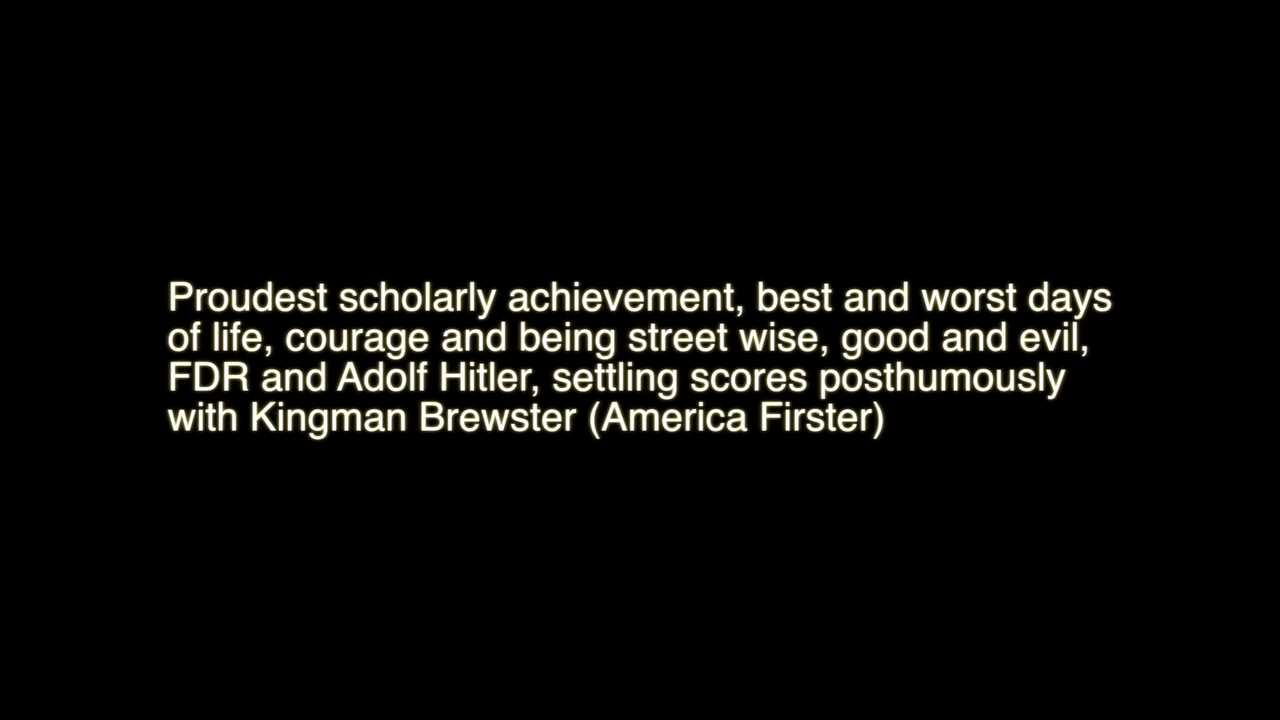 Proudest scholarly achievement, best and worst days
of life, courage and being street wise, good and evil,
FDR and Adolf Hitler, settling scores posthumously
with Kingman Brewster (America Firster)